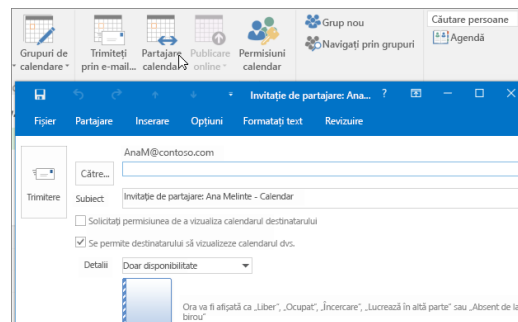 Grup nou
Navigați prin grupuri
Căutare persoane
Agendă
Grupuri de calendare
Trimiteți prin e-mail...
Partajare calendar
Publicare online
Permisiuni calendar
Invitație de partajare: Ana... ?
Fișier Partajare Inserare Opțiuni Formatați text Revizuire
AnaM@contoso.com
Către...
Trimitere
Subiect Invitație de partajare: Ana Melinte - Calendar
Solicitați permisiunea de a vizualiza calendarul destinatarului
Se permite destinatarului să vizualizeze calendarul dvs.
Detalii Doar disponibilitate
Ora va fi afișată ca „Liber”, „Ocupat”, „Încercare”, „Lucrează în altă parte” sau „Absent de la
birou”